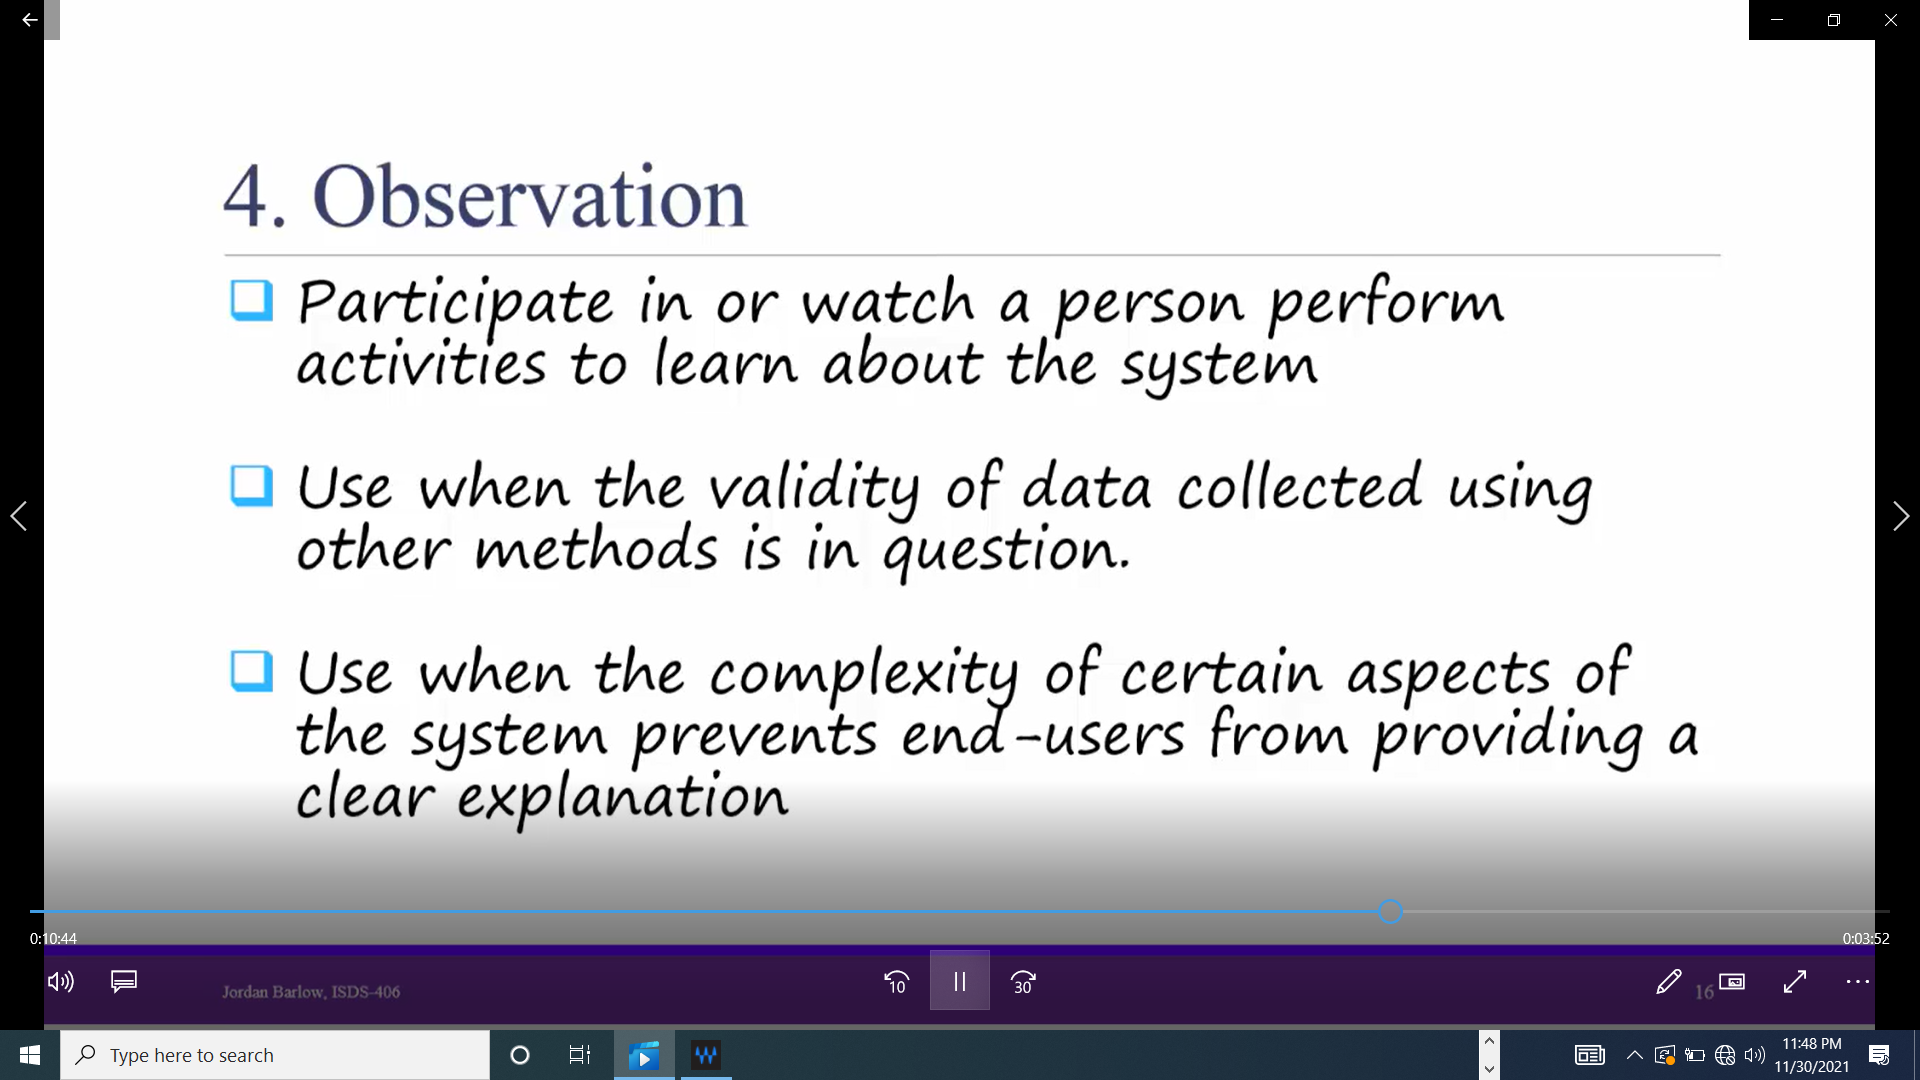 4. Observation
Participate in or watch a person perform
activities to learn about the system
Use when the validity of data collected using
other methods is in question.
Use when the complexity of certain aspects of
the system prevents end-users from providing a
clear explanation
0:10:44
0:03:52
10
30
Jordan Barlow, ISDS-406
16
Type here to search
11:48 PM
11/30/2021